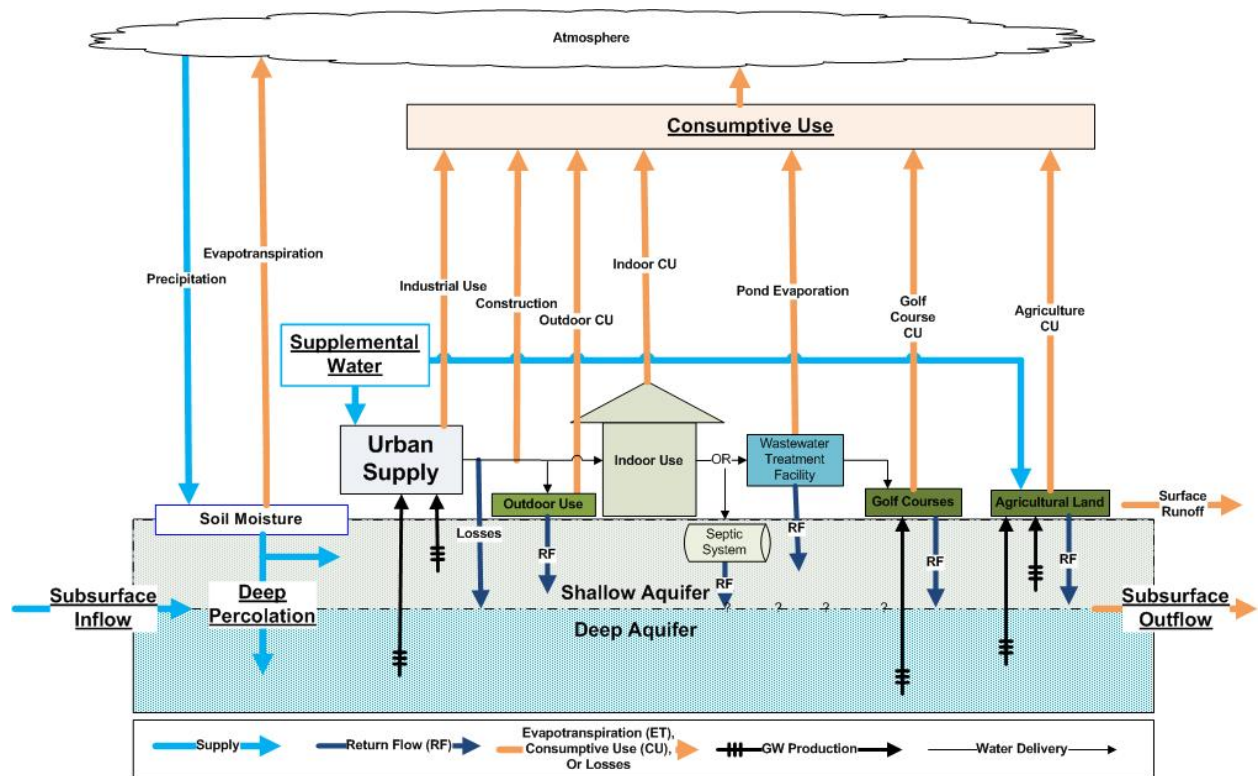 Atmosphere
Consumptive Use
Evapotranspiration
Precipitation
Industrial Use
Construction
Outdoor CU
Indoor CU
Pond Evaporation
Golf
Course
CU
Agriculture
CU
Supplemental
Water
Urban
Supply
Indoor Use
OR
Wastewater
Treatment
Facility
Outdoor Use
Golf Courses
Agricultural Land
Surface
Runoff
Soil Moisture
Losses
RF
Septic
System
RF
RF
RF
RF
Subsurface
Inflow
Deep
Percolation
Shallow Aquifer
? ? ? ?
Deep Aquifer
Subsurface
Outflow
Supply
Return Flow (RF)
Evapotranspiration (ET),
Consumptive Use (CU),
Or Losses
GW Production
Water Delivery